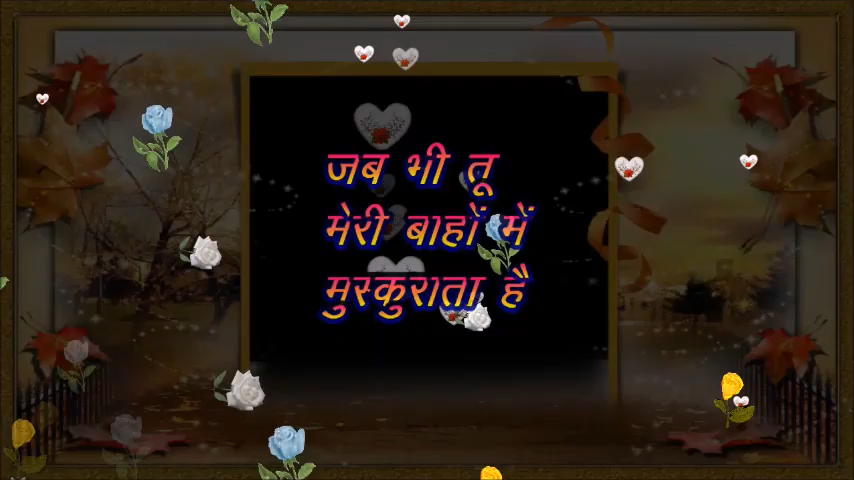 जब भी तू
मेरी बाहों में
मुस्कुराता है